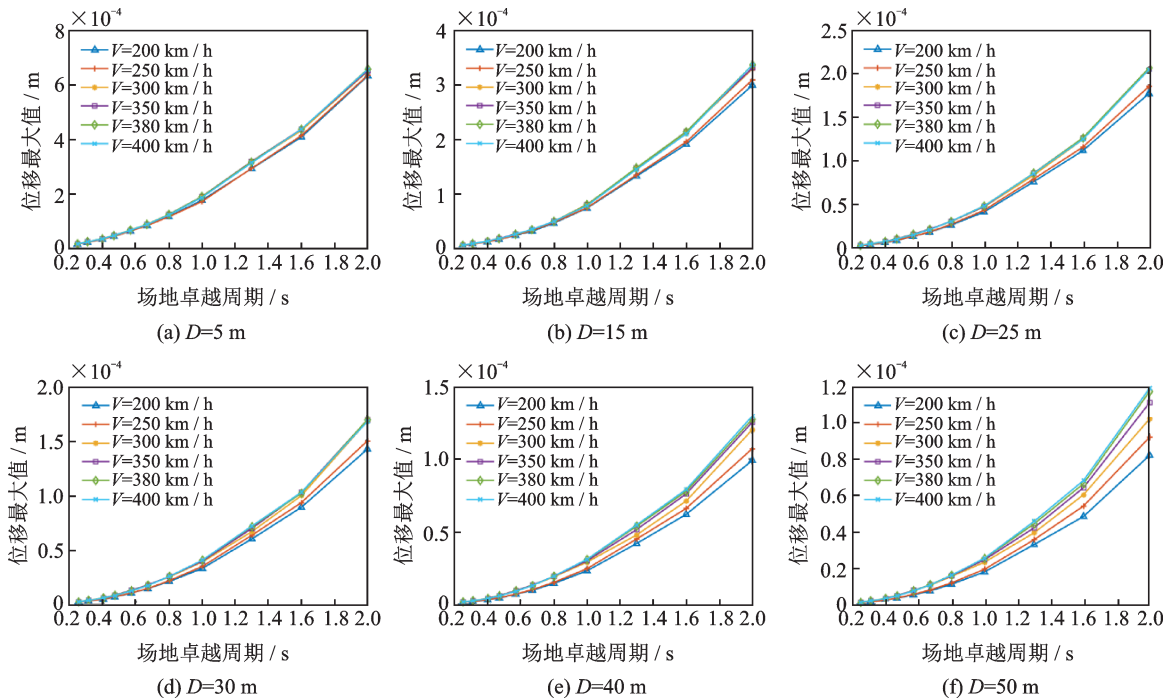 ×10⁻⁴
8
6
4
2
0
位移最大值 / m
V=200 km / h
V=250 km / h
V=300 km / h
V=350 km / h
V=380 km / h
V=400 km / h
0.2 0.4 0.6 0.8 1.0 1.2 1.4 1.6 1.8 2.0
场地卓越周期 / s
(a) D=5 m
×10⁻⁴
4
3
2
1
0
位移最大值 / m
V=200 km / h
V=250 km / h
V=300 km / h
V=350 km / h
V=380 km / h
V=400 km / h
0.2 0.4 0.6 0.8 1.0 1.2 1.4 1.6 1.8 2.0
场地卓越周期 / s
(b) D=15 m
×10⁻⁴
2.5
2.0
1.5
1.0
0.5
0
位移最大值 / m
V=200 km / h
V=250 km / h
V=300 km / h
V=350 km / h
V=380 km / h
V=400 km / h
0.2 0.4 0.6 0.8 1.0 1.2 1.4 1.6 1.8 2.0
场地卓越周期 / s
(c) D=25 m
×10⁻⁴
2.0
1.5
1.0
0.5
0
位移最大值 / m
V=200 km / h
V=250 km / h
V=300 km / h
V=350 km / h
V=380 km / h
V=400 km / h
0.2 0.4 0.6 0.8 1.0 1.2 1.4 1.6 1.8 2.0
场地卓越周期 / s
(d) D=30 m
×10⁻⁴
1.5
1.0
0.5
0
位移最大值 / m
V=200 km / h
V=250 km / h
V=300 km / h
V=350 km / h
V=380 km / h
V=400 km / h
0.2 0.4 0.6 0.8 1.0 1.2 1.4 1.6 1.8 2.0
场地卓越周期 / s
(e) D=40 m
×10⁻⁴
1.2
1.0
0.8
0.6
0.4
0.2
0
位移最大值 / m
V=200 km / h
V=250 km / h
V=300 km / h
V=350 km / h
V=380 km / h
V=400 km / h
0.2 0.4 0.6 0.8 1.0 1.2 1.4 1.6 1.8 2.0
场地卓越周期 / s
(f) D=50 m